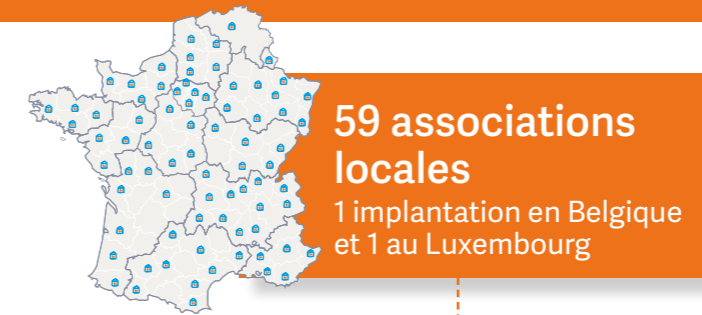 59 associations
locales
1 implantation en Belgique
et 1 au Luxembourg